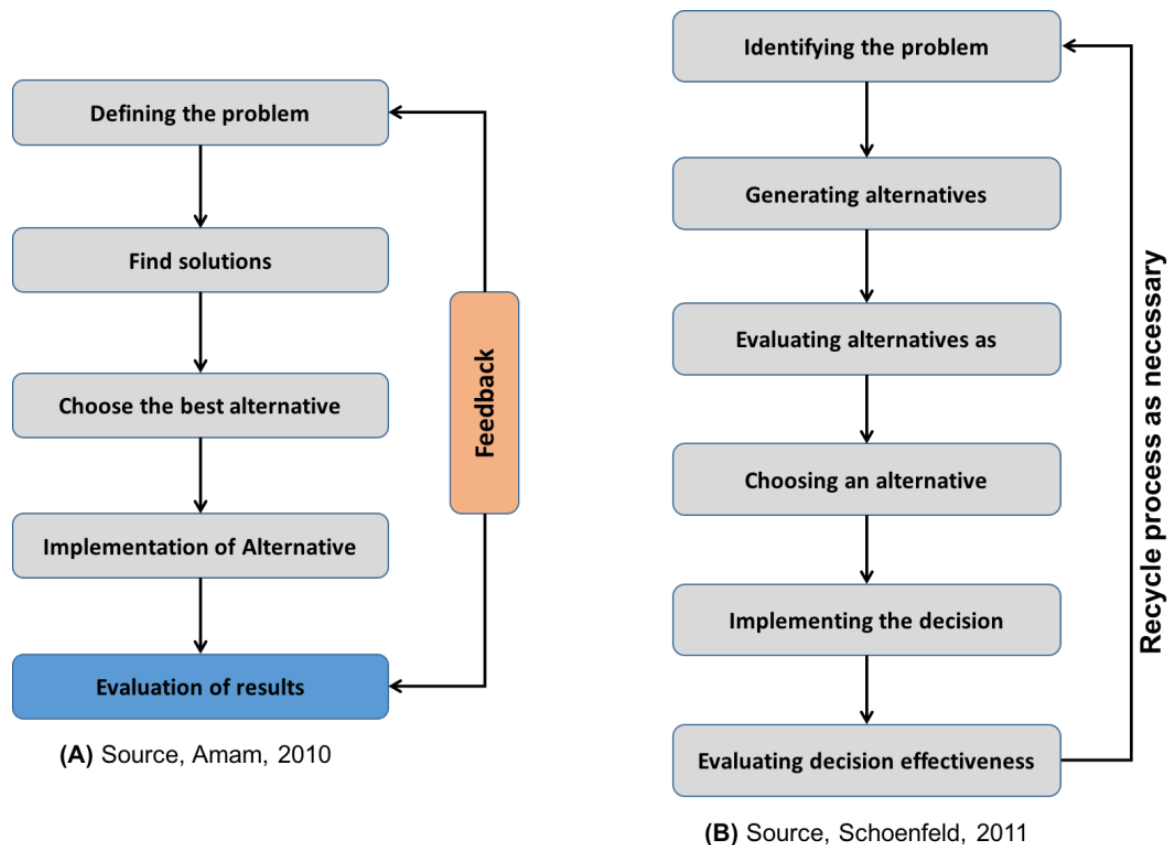 Defining the problem
Find solutions
Choose the best alternative
Implementation of Alternative
Evaluation of results
Feedback
(A) Source, Amam, 2010
Identifying the problem
Generating alternatives
Evaluating alternatives as
Choosing an alternative
Implementing the decision
Evaluating decision effectiveness
Recycle process as necessary
(B) Source, Schoenfeld, 2011